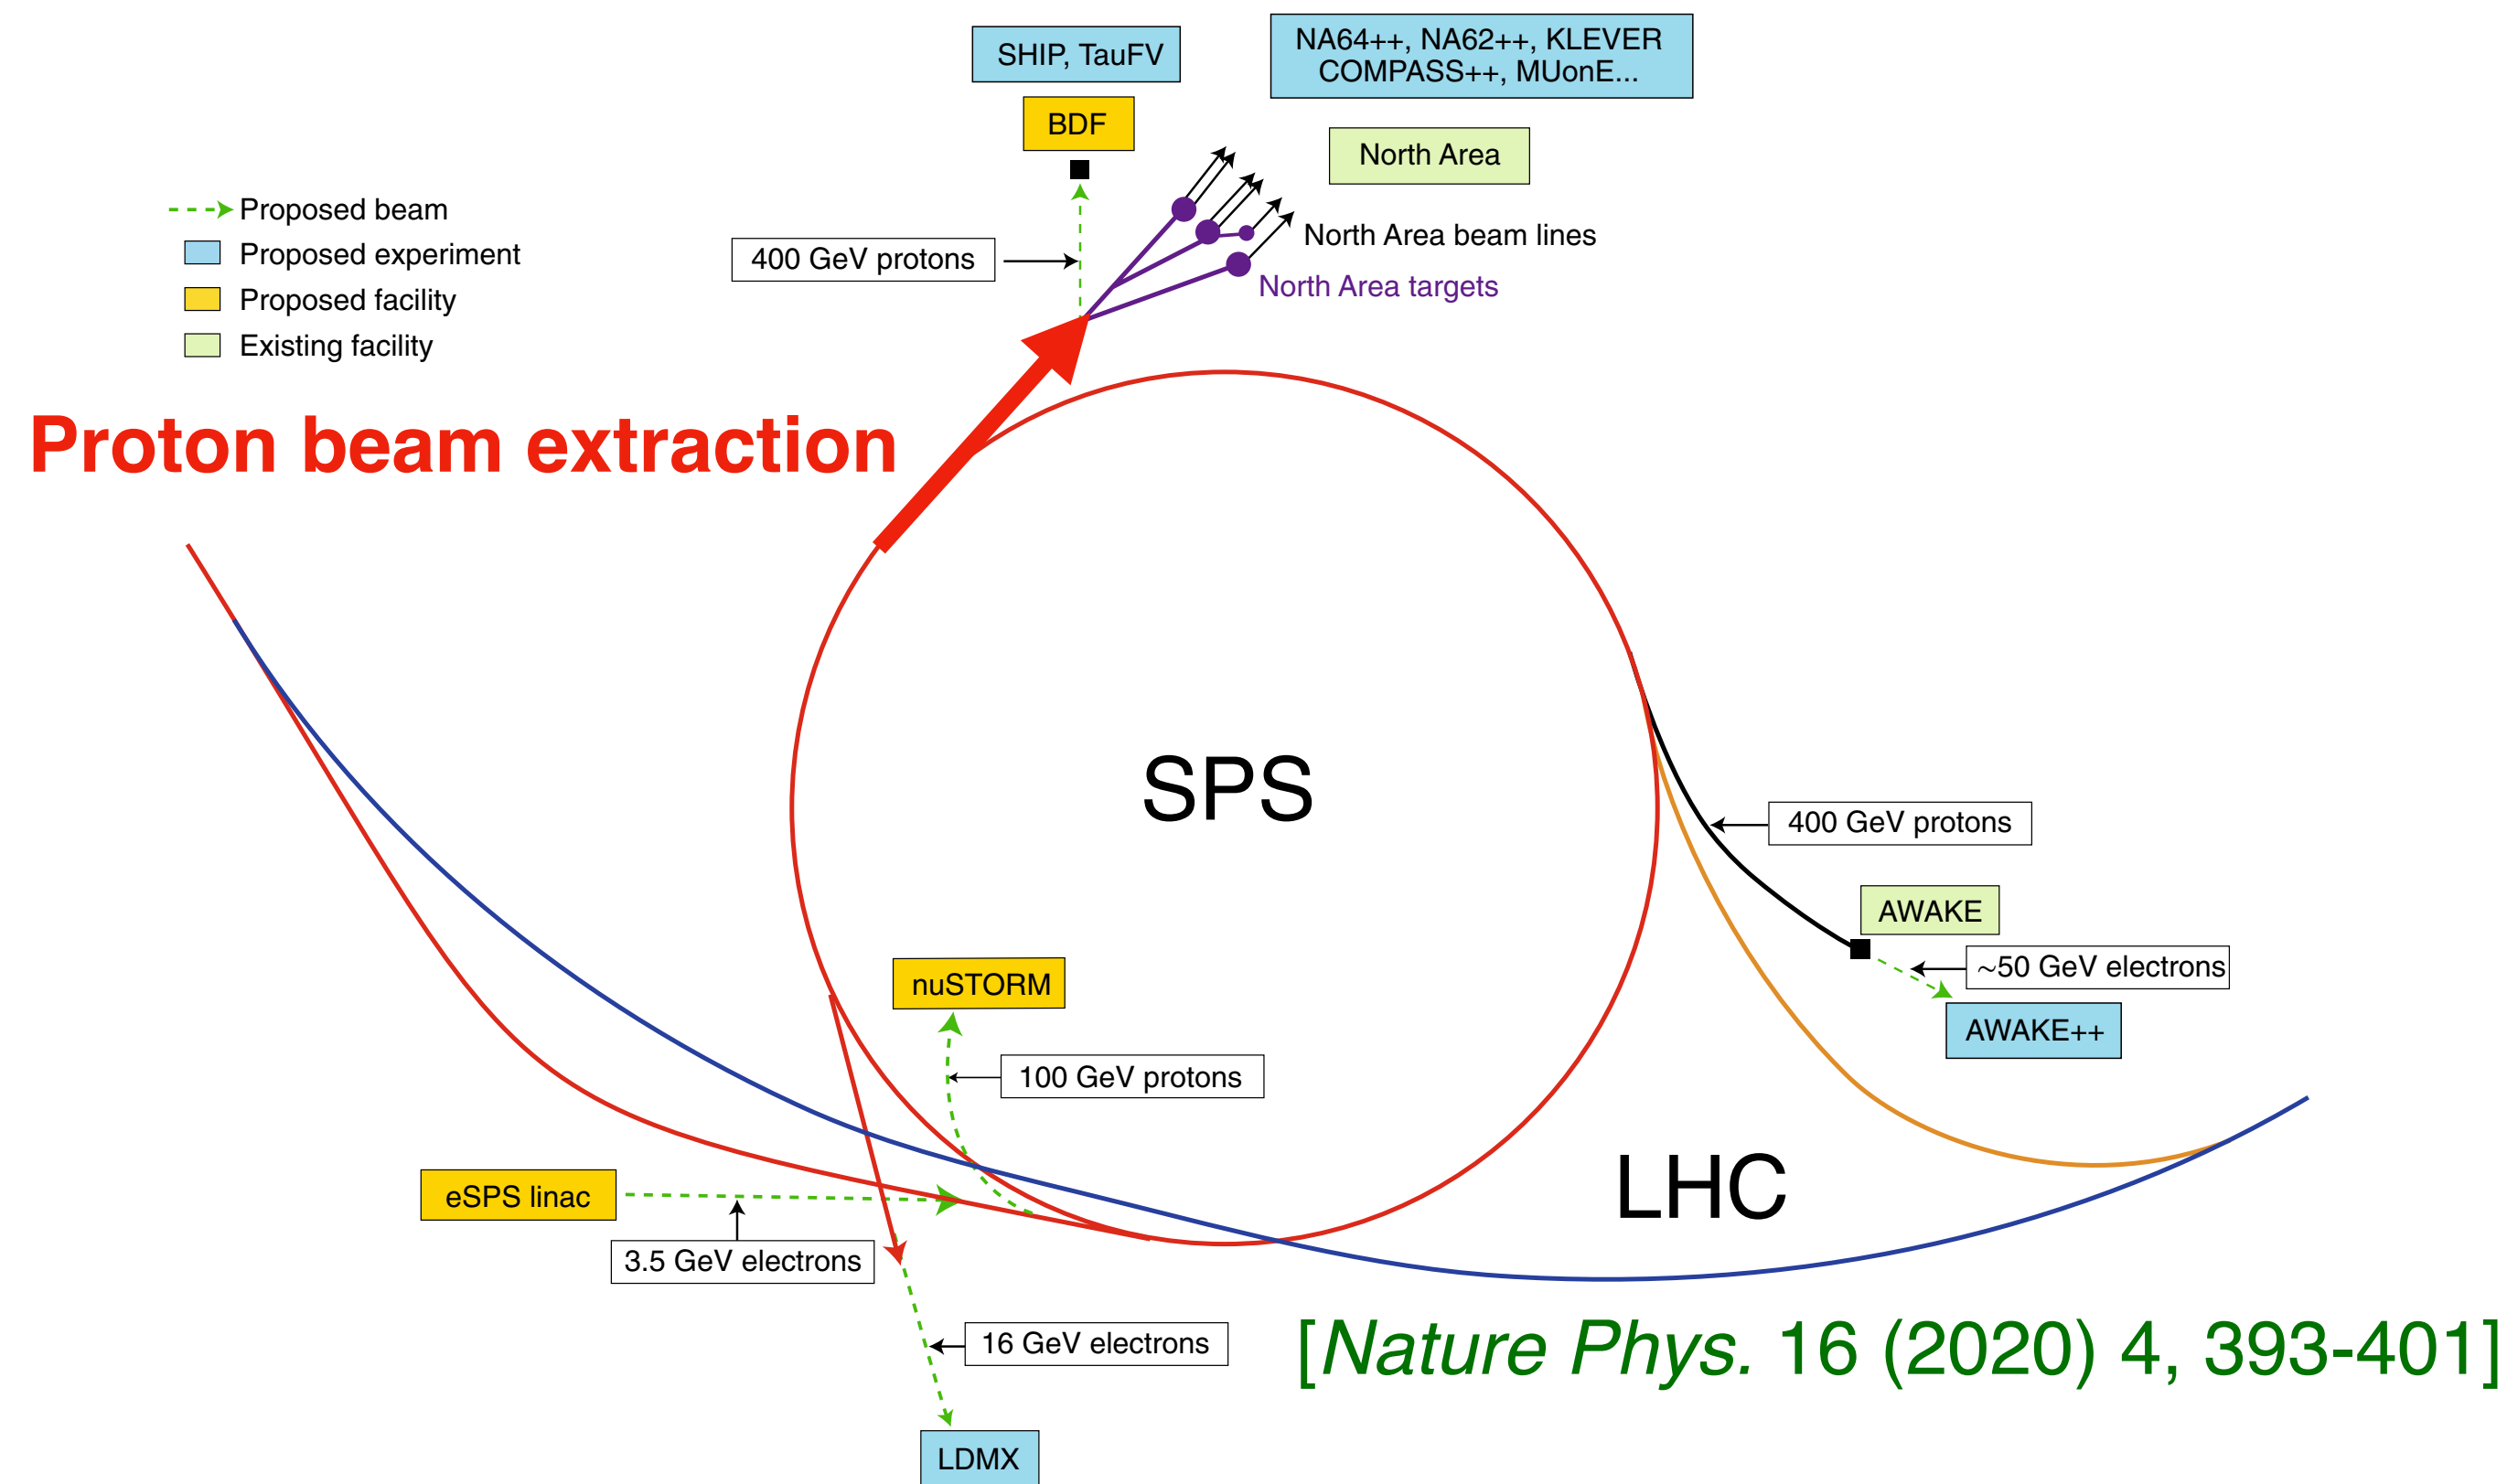 SHIP, TauFV
NA64++, NA62++, KLEVER
COMPASS++, MUonE...
BDF
North Area
Proposed beam
Proposed experiment
Proposed facility
Existing facility
400 GeV protons
North Area beam lines
North Area targets
Proton beam extraction
SPS
400 GeV protons
AWAKE
~50 GeV electrons
AWAKE++
nuSTORM
100 GeV protons
LHC
eSPS linac
3.5 GeV electrons
16 GeV electrons
[Nature Phys. 16 (2020) 4, 393-401]
LDMX